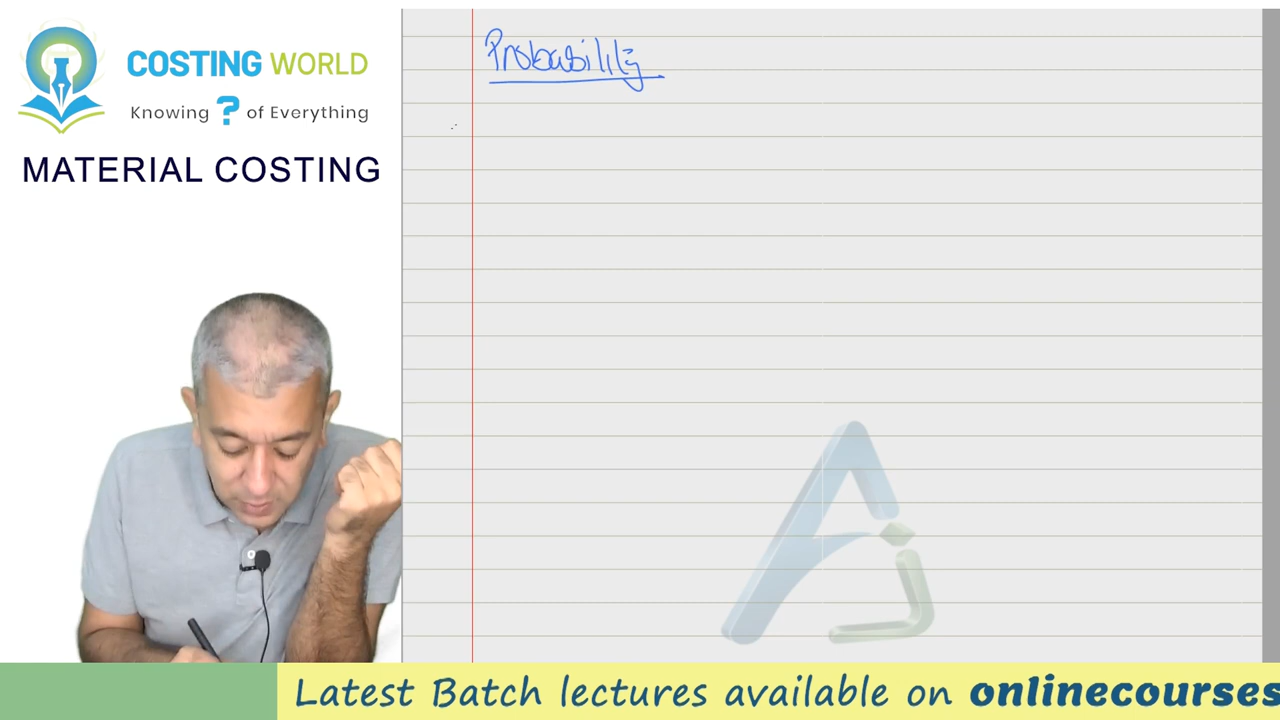 COSTING WORLD
Knowing ? of Everything
MATERIAL COSTING
Probability
Latest Batch lectures available on onlinecourses